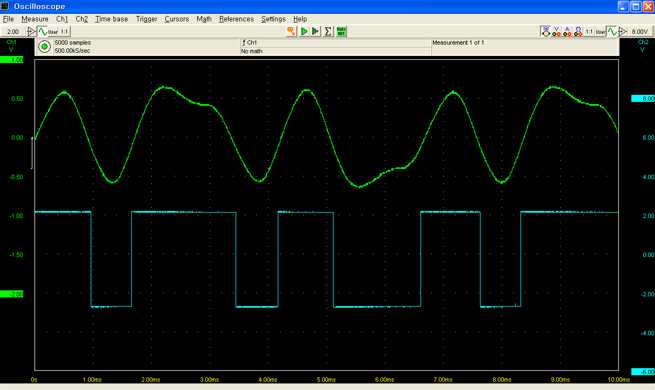 Oscilloscope
File Measure Ch1 Ch2 Time base Trigger Cursors Math References Settings Help
2.00 User 1:1 Auto SET V A Ω 1:1 User 8.00V
Ch1 5000 samples ƒ Ch1 Measurement 1 of 1 Ch2
V 500.00kS/sec No math V
1.00
0.50 8.00
0.00 6.00
-0.50 4.00
-1.00 2.00
-1.50 0.00
-2.00 -2.00
-4.00
-6.00
0s 1.00ms 2.00ms 3.00ms 4.00ms 5.00ms 6.00ms 7.00ms 8.00ms 9.00ms 10.00ms